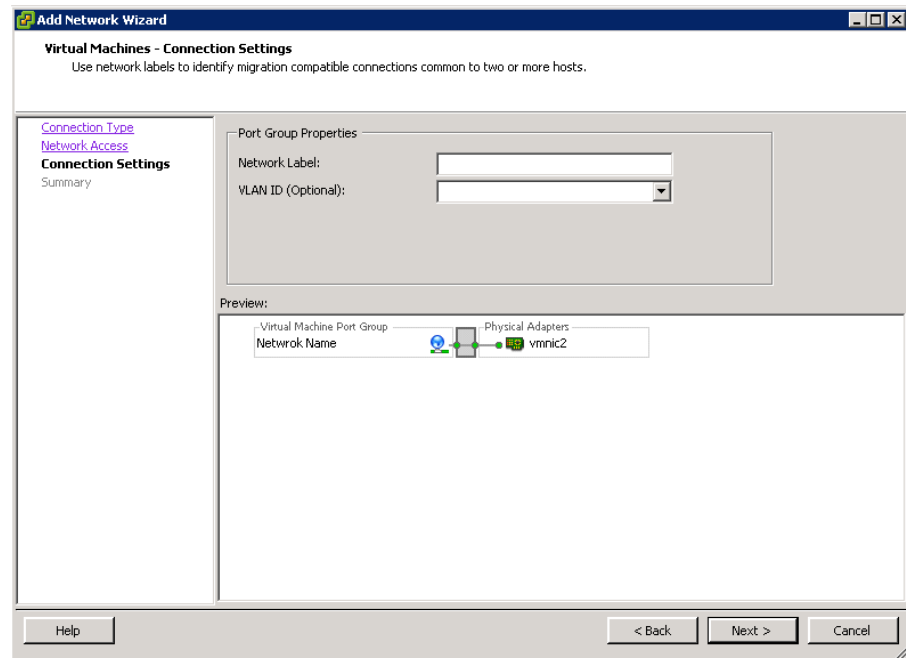 Add Network Wizard
Virtual Machines - Connection Settings
Use network labels to identify migration compatible connections common to two or more hosts.
Connection Type
Network Access
Connection Settings
Summary
Port Group Properties
Network Label:
VLAN ID (Optional):
Preview:
Virtual Machine Port Group
Netwrok Name
Physical Adapters
vmnic2
Help
< Back
Next >
Cancel